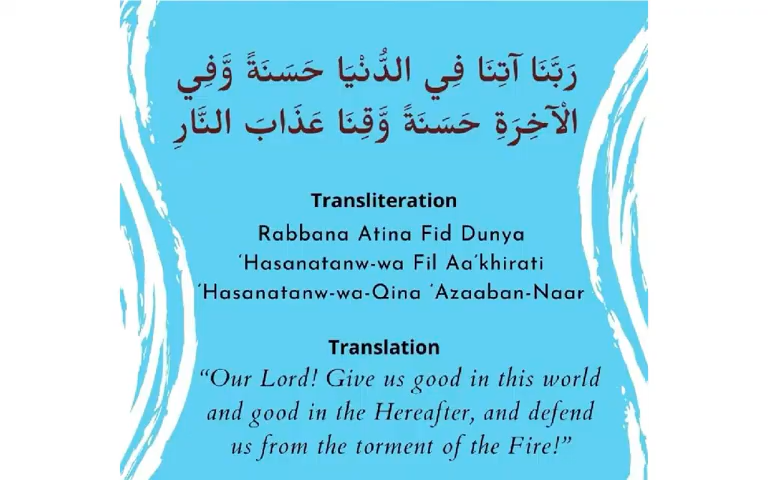 رَبَّنَا آتِنَا فِي الدُّنْيَا حَسَنَةً وَّفِي
الْآخِرَةِ حَسَنَةً وَّقِنَا عَذَابَ النَّارِ
Transliteration
Rabbana Atina Fid Dunya
‘Hasanatanw-wa Fil Aa’khirati
‘Hasanatanw-wa-Qina ‘Azaaban-Naar
Translation
“Our Lord! Give us good in this world
and good in the Hereafter, and defend
us from the torment of the Fire!”